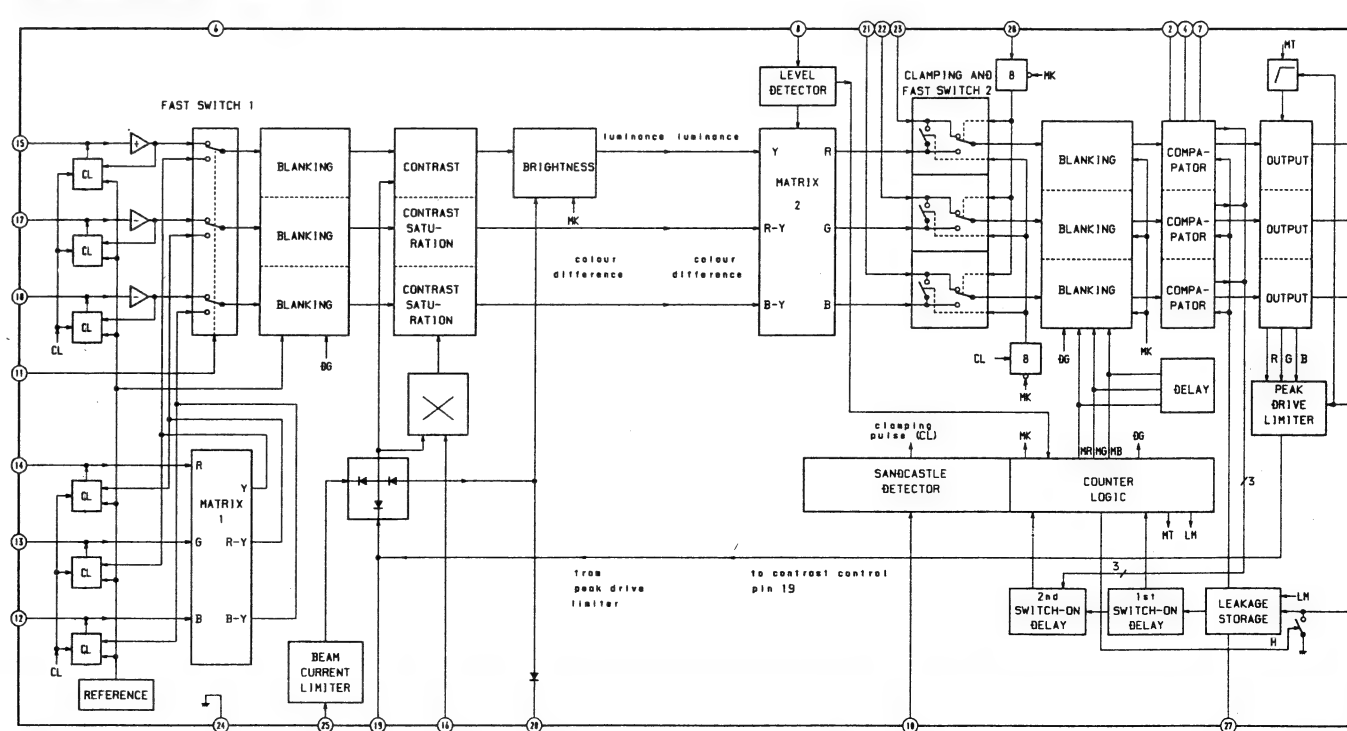 6
8
21
22
23
28
2
4
7
MT
LEVEL
DETECTOR
CLAMPING AND
FAST SWITCH 2
8
MK
FAST SWITCH 1
15
+
CL
BLANKING
CONTRAST
BRIGHTNESS
MK
luminance luminance
Y
R
MATRIX
2
BLANKING
COMPA-
PATOR
OUTPUT
17
-
CL
BLANKING
CONTRAST
SATU-
RATION
R-Y
G
BLANKING
COMPA-
PATOR
OUTPUT
colour
difference
colour
difference
18
-
CL
BLANKING
CONTRAST
SATU-
RATION
B-Y
B
BLANKING
COMPA-
PATOR
OUTPUT
CL
DG
CL
8
MK
DG
MK
R G B
11
DELAY
PEAK
DRIVE
LIMITER
clamping
pulse (CL)
MK
MR MG MB
DG
14
CL
R
Y
MATRIX
1
SANDCASTLE
DETECTOR
COUNTER
LOGIC
3
13
CL
G
R-Y
MT LM
from
peak drive
limiter
to contrast control
pin 19
3
12
CL
B
B-Y
2nd
SWITCH-ON
DELAY
1st
SWITCH-ON
DELAY
LEAKAGE
STORAGE
LM
H
CL
REFERENCE
BEAM
CURRENT
LIMITER
24
25
19
16
20
10
27